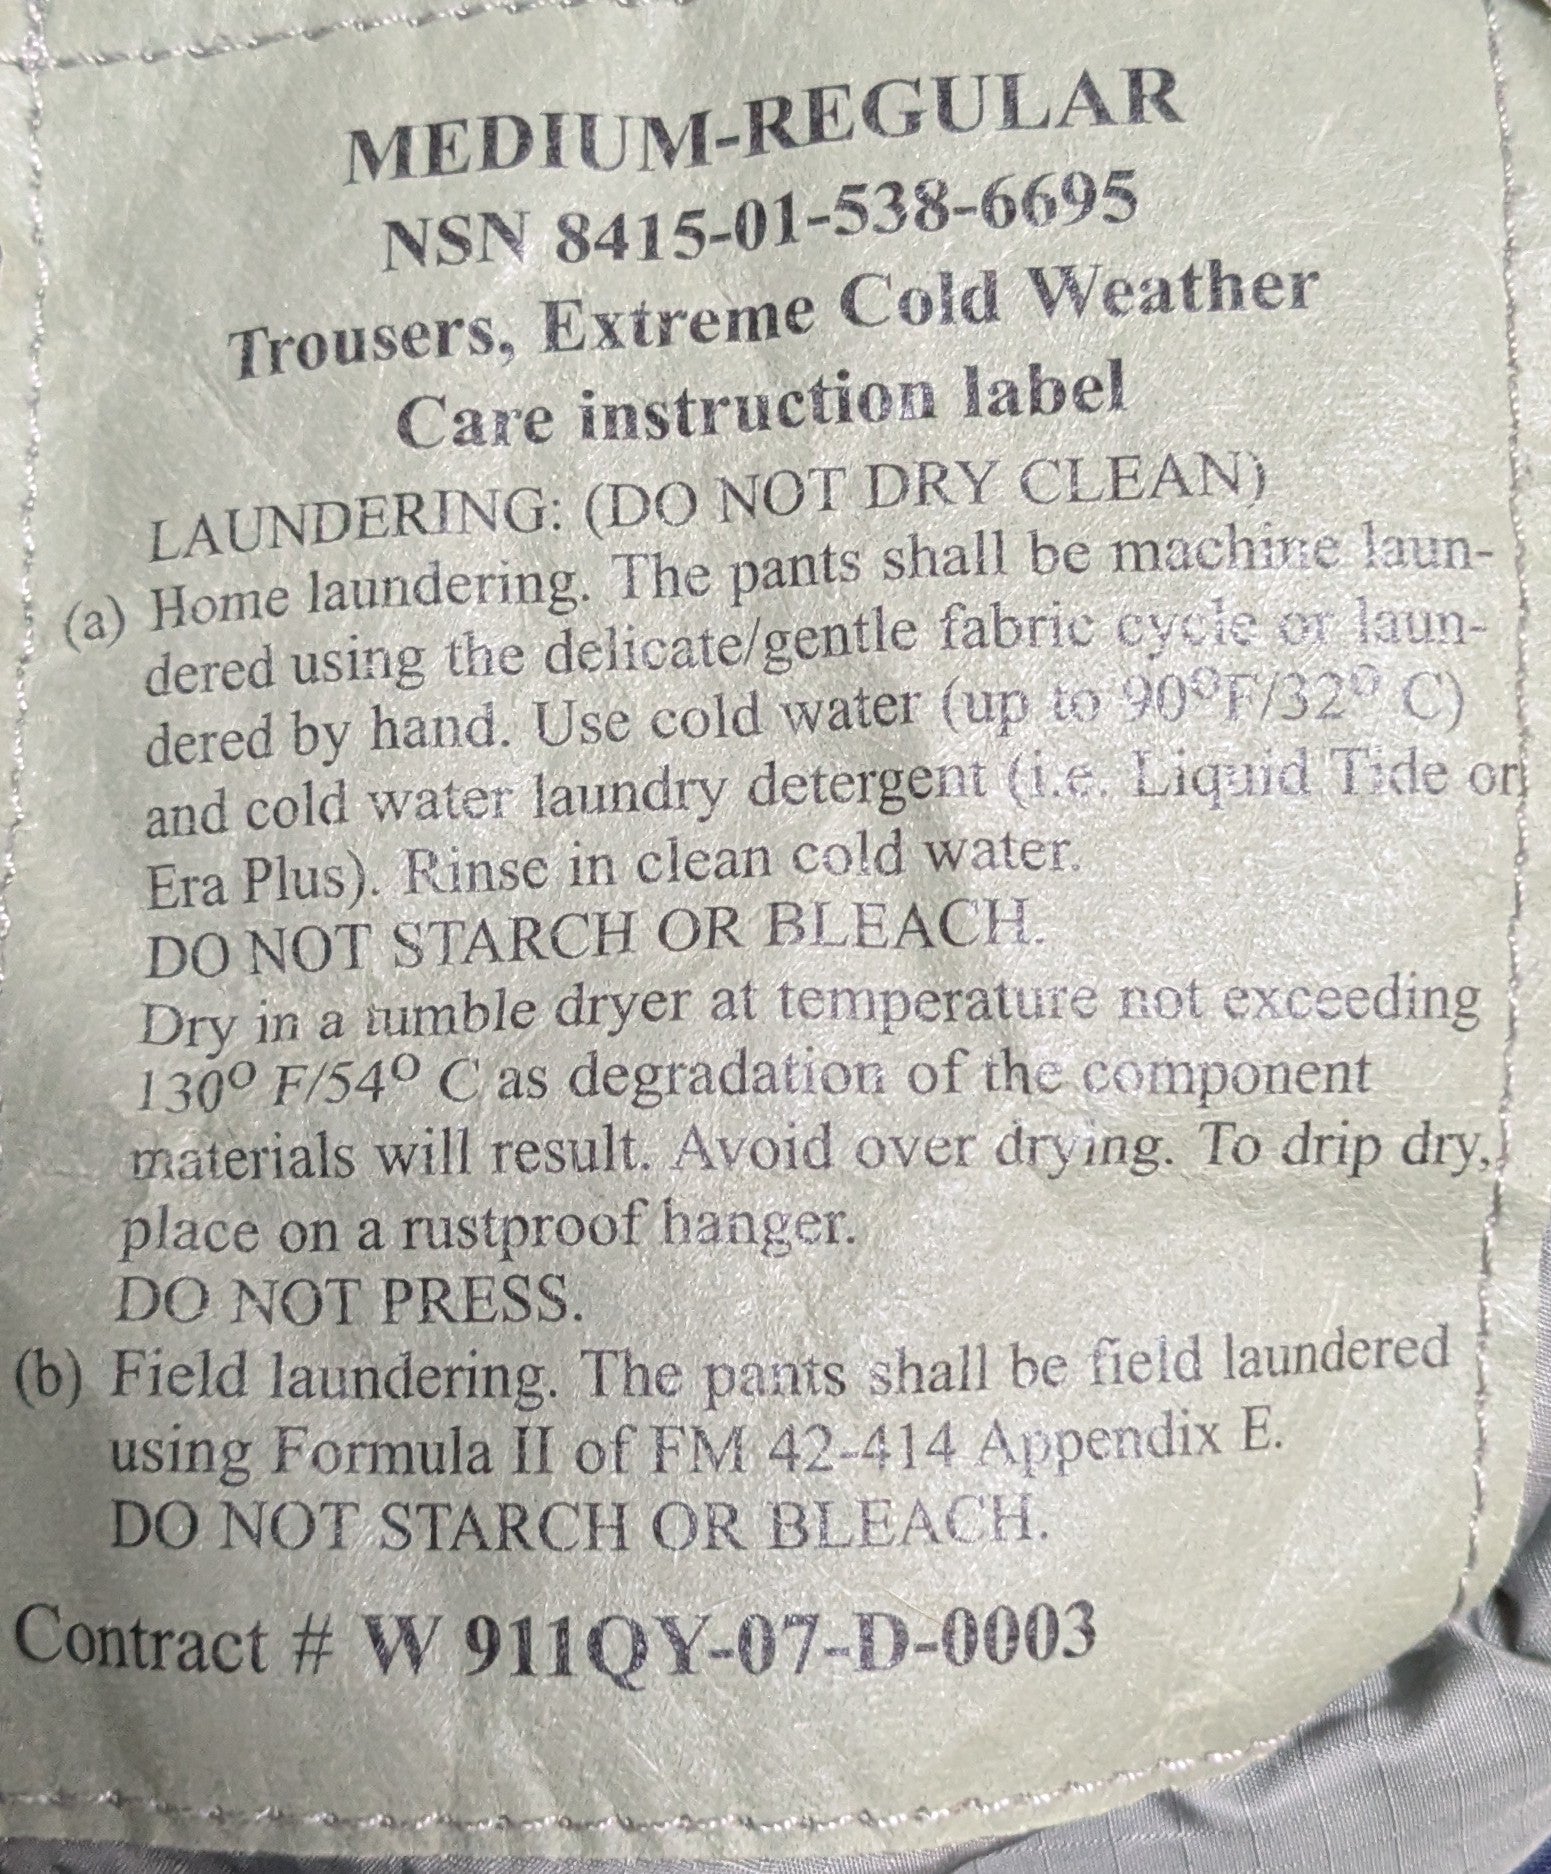 MEDIUM-REGULAR
NSN 8415-01-538-6695
Trousers, Extreme Cold Weather
Care instruction label
LAUNDERING: (DO NOT DRY CLEAN)
(a) Home laundering. The pants shall be machine laun-
dered using the delicate/gentle fabric cycle or laun-
dered by hand. Use cold water (up to 90ºF/32º C)
and cold water laundry detergent (i.e. Liquid Tide or
Era Plus). Rinse in clean cold water.
DO NOT STARCH OR BLEACH.
Dry in a tumble dryer at temperature not exceeding
130º F/54º C as degradation of the component
materials will result. Avoid over drying. To drip dry,
place on a rustproof hanger.
DO NOT PRESS.
(b) Field laundering. The pants shall be field laundered
using Formula II of FM 42-414 Appendix E.
DO NOT STARCH OR BLEACH.
Contract # W 911QY-07-D-0003